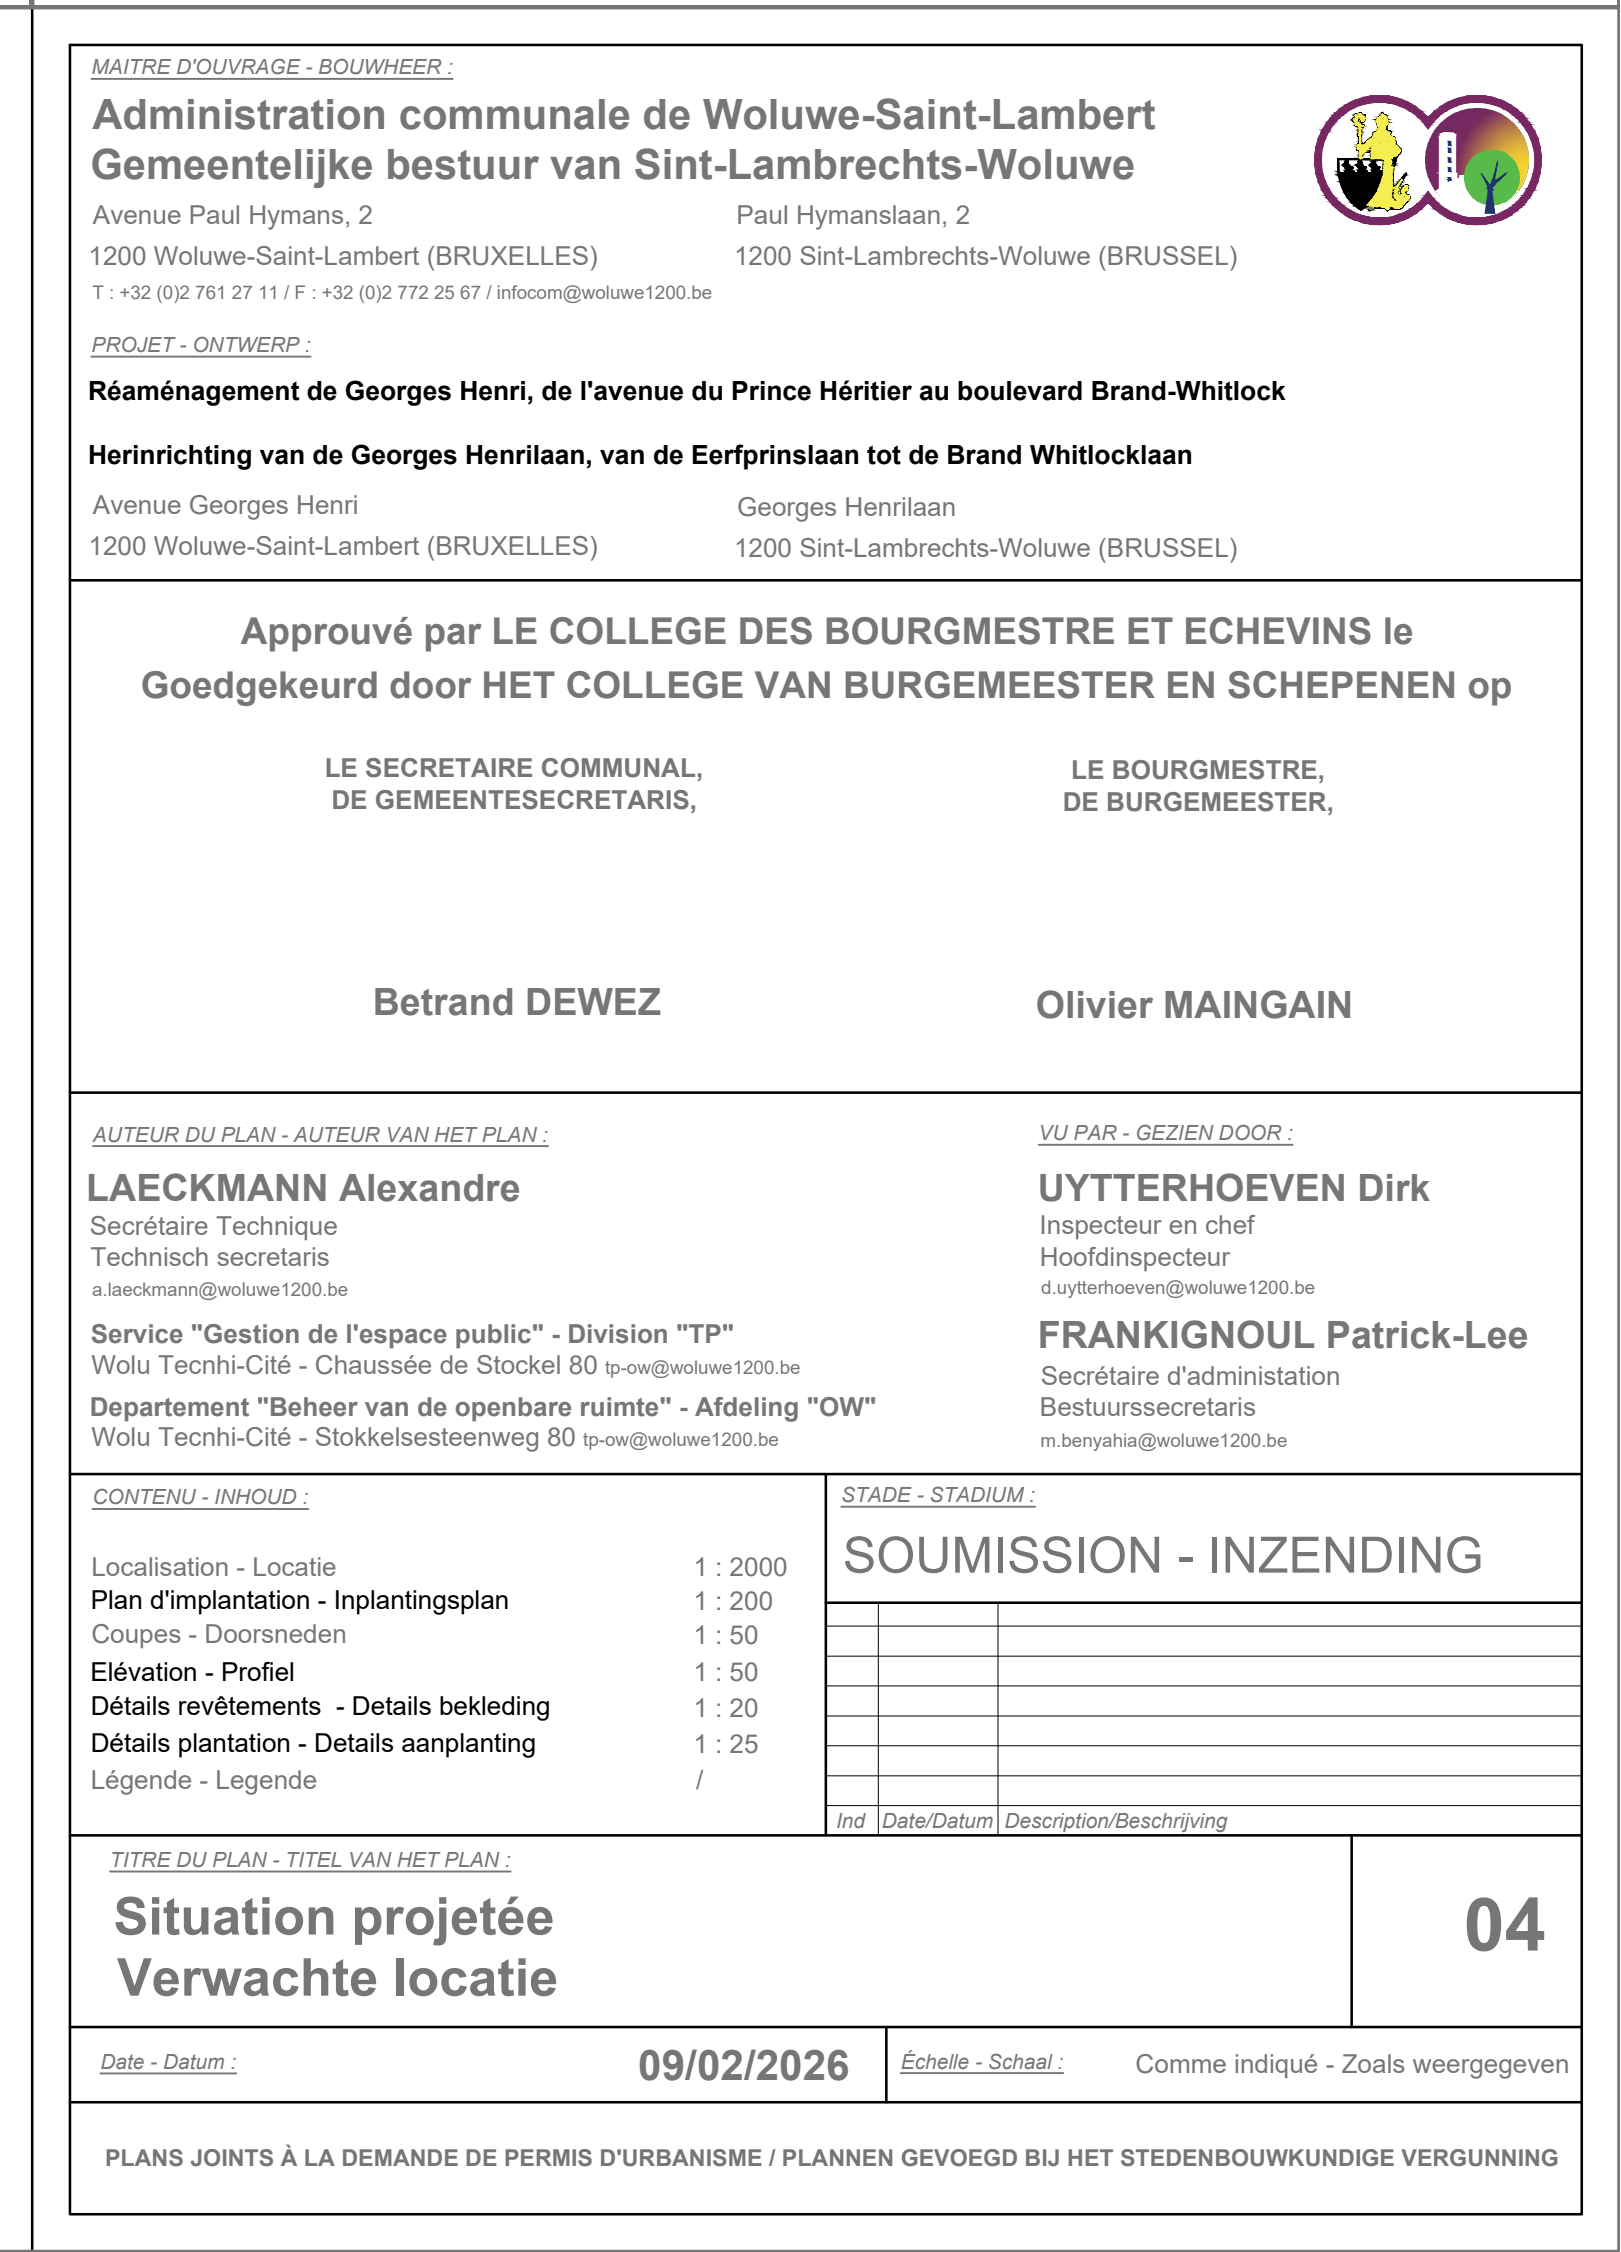 MAITRE D'OUVRAGE - BOUWHEER :
Administration communale de Woluwe-Saint-Lambert
Gemeentelijke bestuur van Sint-Lambrechts-Woluwe
Avenue Paul Hymans, 2
Paul Hymanslaan, 2
1200 Woluwe-Saint-Lambert (BRUXELLES)
1200 Sint-Lambrechts-Woluwe (BRUSSEL)
T : +32 (0)2 761 27 11 / F : +32 (0)2 772 25 67 / infocom@woluwe1200.be
PROJET - ONTWERP :
Réaménagement de Georges Henri, de l'avenue du Prince Héritier au boulevard Brand-Whitlock
Herinrichting van de Georges Henrilaan, van de Eerfprinslaan tot de Brand Whitlocklaan
Avenue Georges Henri
Georges Henrilaan
1200 Woluwe-Saint-Lambert (BRUXELLES)
1200 Sint-Lambrechts-Woluwe (BRUSSEL)
Approuvé par LE COLLEGE DES BOURGMESTRE ET ECHEVINS le
Goedgekeurd door HET COLLEGE VAN BURGEMEESTER EN SCHEPENEN op
LE SECRETAIRE COMMUNAL,
DE GEMEENTESECRETARIS,
LE BOURGMESTRE,
DE BURGEMEESTER,
Betrand DEWEZ
Olivier MAINGAIN
AUTEUR DU PLAN - AUTEUR VAN HET PLAN :
LAECKMANN Alexandre
Secrétaire Technique
Technisch secretaris
a.laeckmann@woluwe1200.be
Service "Gestion de l'espace public" - Division "TP"
Wolu Tecnhi-Cité - Chaussée de Stockel 80 tp-ow@woluwe1200.be
Departement "Beheer van de openbare ruimte" - Afdeling "OW"
Wolu Tecnhi-Cité - Stokkelsesteenweg 80 tp-ow@woluwe1200.be
VU PAR - GEZIEN DOOR :
UYTTERHOEVEN Dirk
Inspecteur en chef
Hoofdinspecteur
d.uytterhoeven@woluwe1200.be
FRANKIGNOUL Patrick-Lee
Secrétaire d'administation
Bestuurssecretaris
m.benyahia@woluwe1200.be
CONTENU - INHOUD :
Localisation - Locatie 1 : 2000
Plan d'implantation - Inplantingsplan 1 : 200
Coupes - Doorsneden 1 : 50
Elévation - Profiel 1 : 50
Détails revêtements  - Details bekleding 1 : 20
Détails plantation - Details aanplanting 1 : 25
Légende - Legende /
STADE - STADIUM :
SOUMISSION - INZENDING
Ind Date/Datum Description/Beschrijving
TITRE DU PLAN - TITEL VAN HET PLAN :
Situation projetée
Verwachte locatie
04
Date - Datum : 09/02/2026
Échelle - Schaal : Comme indiqué - Zoals weergegeven
PLANS JOINTS À LA DEMANDE DE PERMIS D'URBANISME / PLANNEN GEVOEGD BIJ HET STEDENBOUWKUNDIGE VERGUNNING